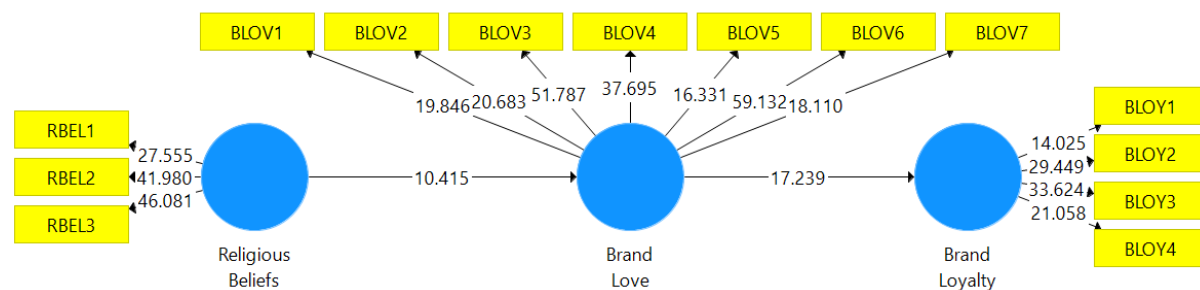 BLOV1 BLOV2 BLOV3 BLOV4 BLOV5 BLOV6 BLOV7
19.846 20.683 51.787 37.695 16.331 59.132 18.110
RBEL1
RBEL2
RBEL3
27.555
41.980
46.081
10.415
17.239
14.025
29.449
33.624
21.058
BLOY1
BLOY2
BLOY3
BLOY4
Religious
Beliefs
Brand
Love
Brand
Loyalty